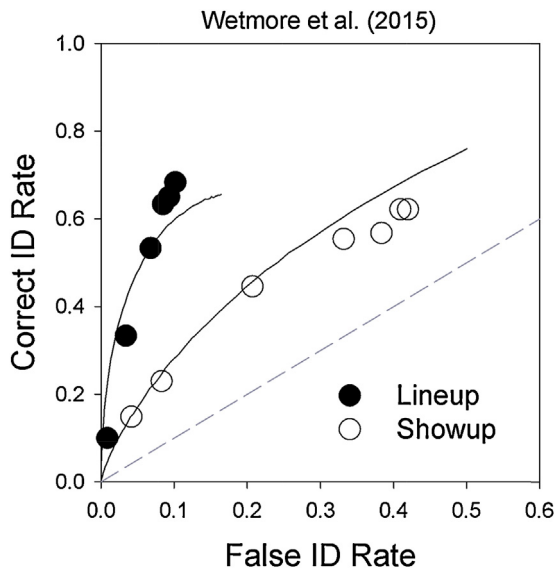 Wetmore et al. (2015)
1.0
0.8
0.6
0.4
0.2
0.0
Correct ID Rate
Lineup
Showup
0.0 0.1 0.2 0.3 0.4 0.5 0.6
False ID Rate